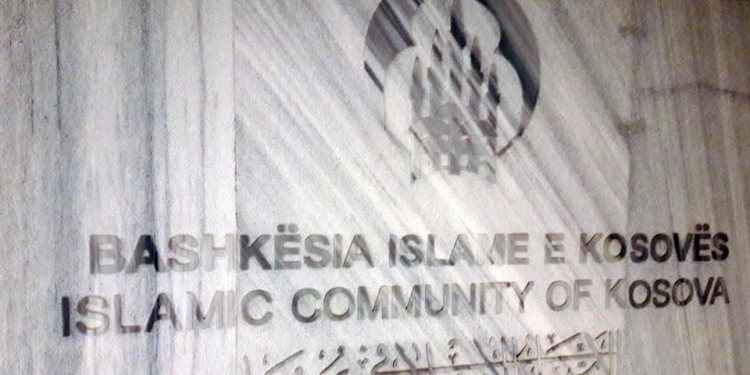 BASHKËSIA ISLAME E KOSOVËS
ISLAMIC COMMUNITY OF KOSOVA